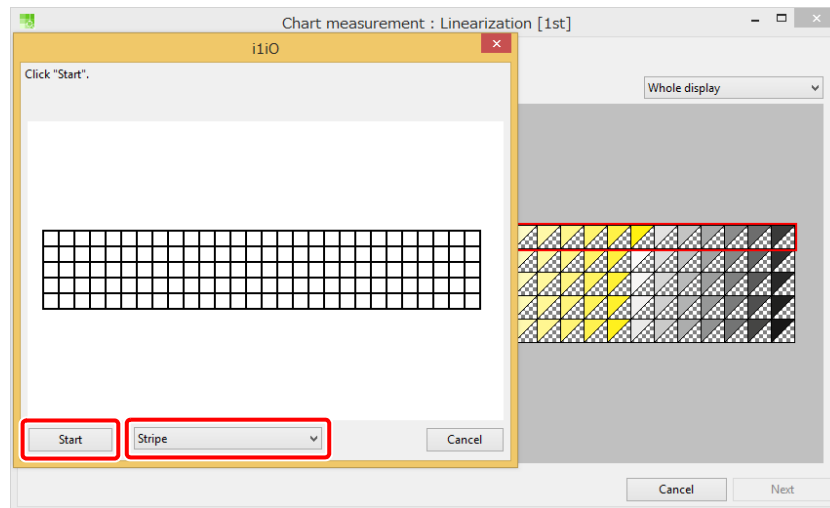 Chart measurement : Linearization [1st]
i1iO
Click "Start".
Whole display
Start
Stripe
Cancel
Cancel
Next